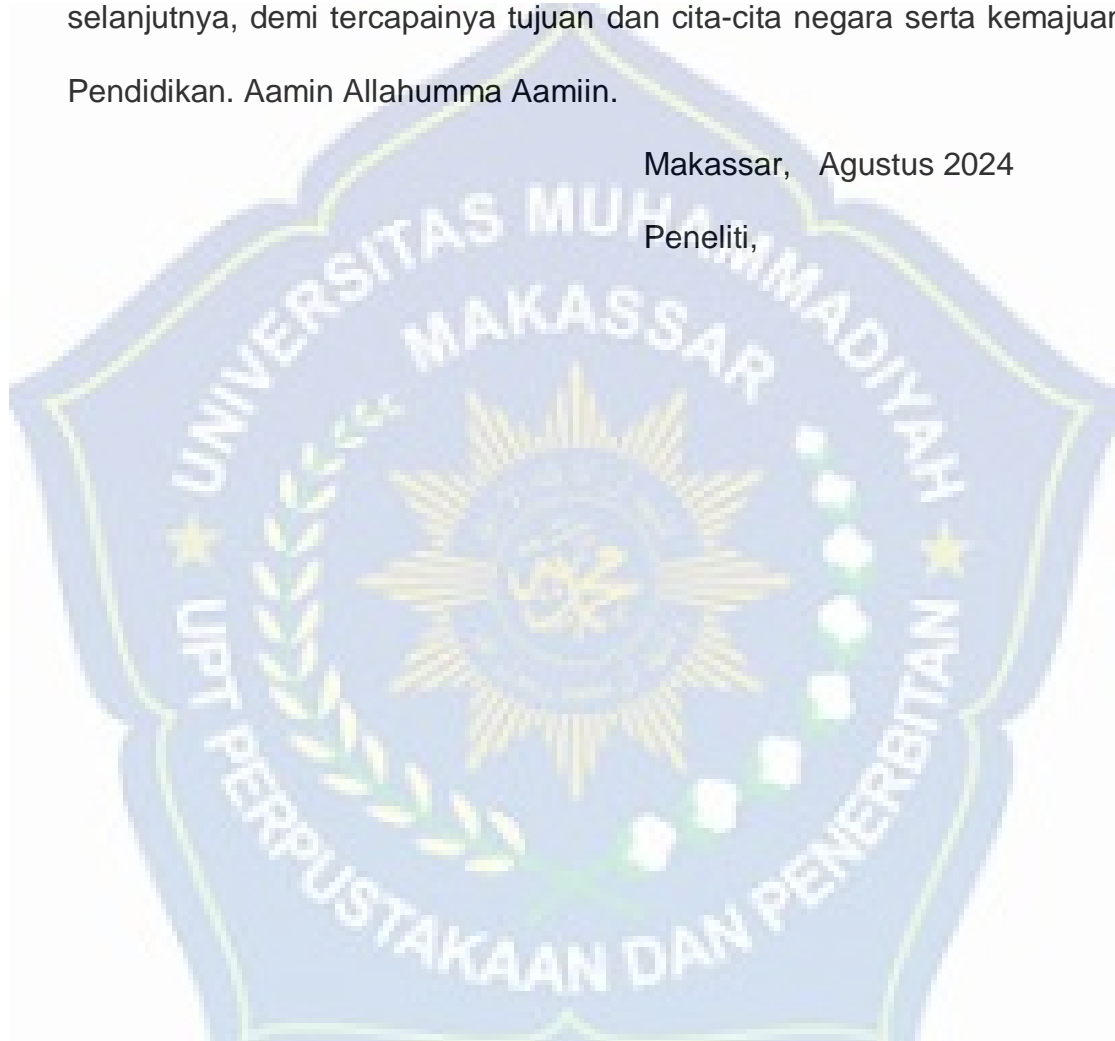 selanjutnya, demi tercapainya tujuan dan cita-cita negara serta kemajuan
Pendidikan. Aamin Allahumma Aamiin.
Makassar, Agustus 2024
Peneliti,
UNIVERSITAS MUHAMMADIYAH
MAKASSAR
UPT PERPUSTAKAAN DAN PENERBITAN